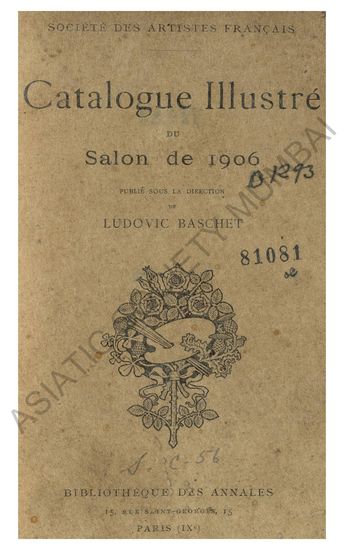 SOCIÉTÉ DES ARTISTES FRANÇAIS
Catalogue Illustré
DU
Salon de 1906
PUBLIÉ SOUS LA DIRECTION
DE
LUDOVIC BASCHET
81081
S. C. 56
BIBLIOTHÈQUE DES ANNALES
15, RUE SAINT-GEORGES, 15
PARIS (IXe)
ASIATIC SOCIETY MUMBAI